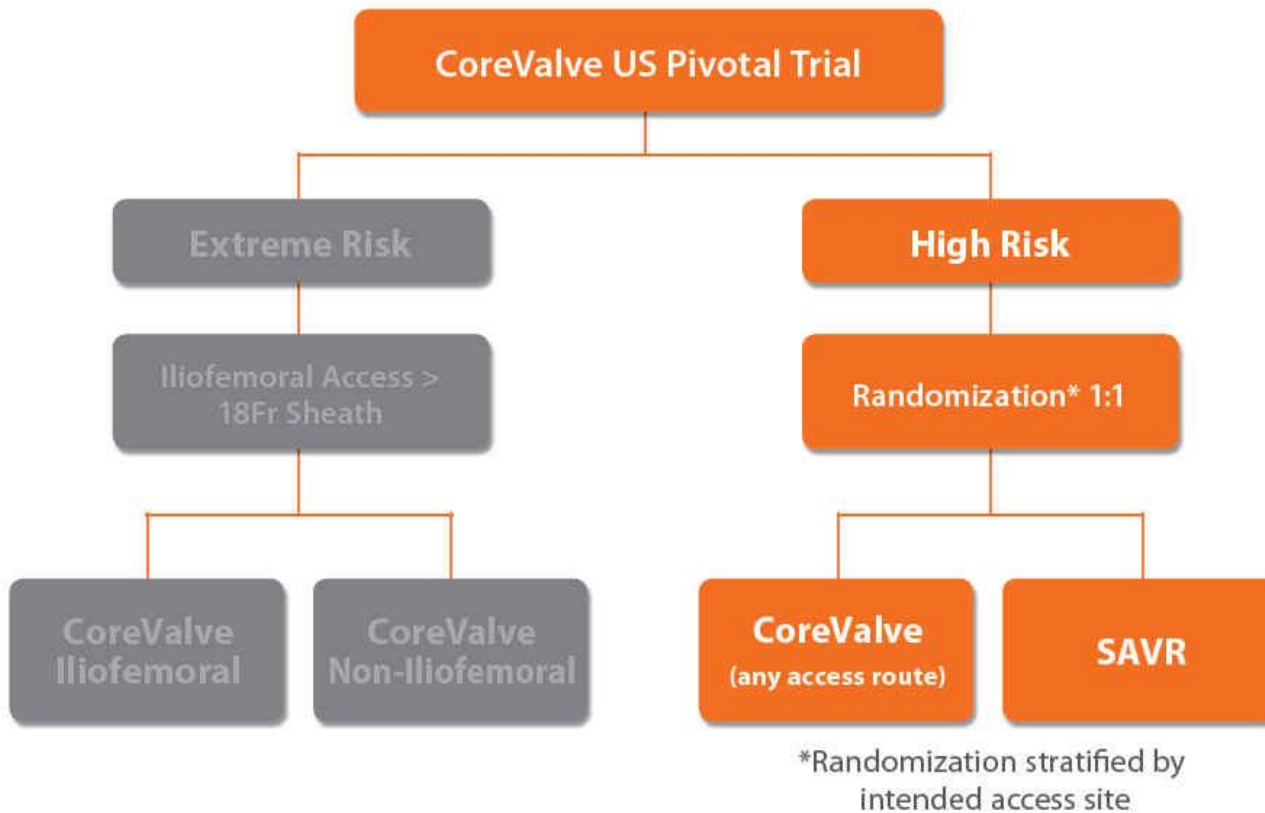 CoreValve US Pivotal Trial
Extreme Risk
High Risk
Iliofemoral Access >
18Fr Sheath
Randomization* 1:1
CoreValve
Iliofemoral
CoreValve
Non-Iliofemoral
CoreValve
(any access route)
SAVR
*Randomization stratified by
intended access site